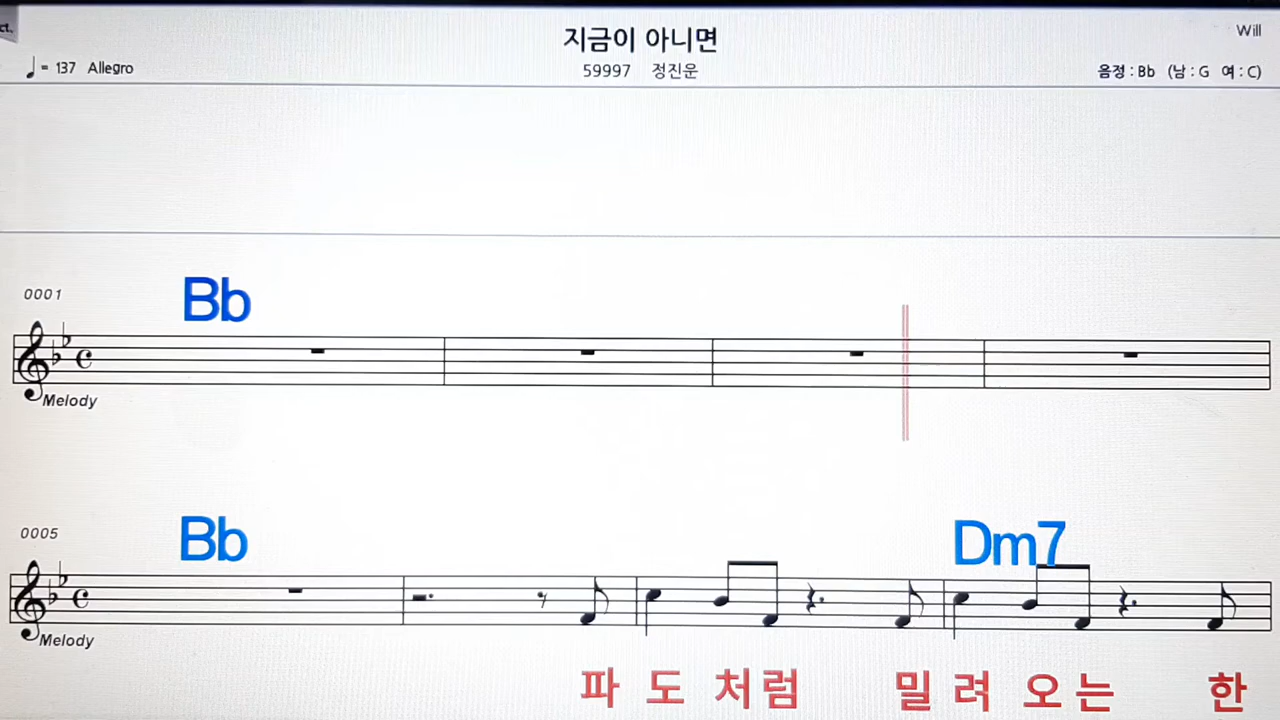 ct.
지금이 아니면
Will
♩= 137 Allegro
59997 정진운
음정 : Bb (남 : G 여 : C)
0001
Bb
Melody
0005
Bb
Dm7
Melody
파 도 처럼 밀 려 오 는 한